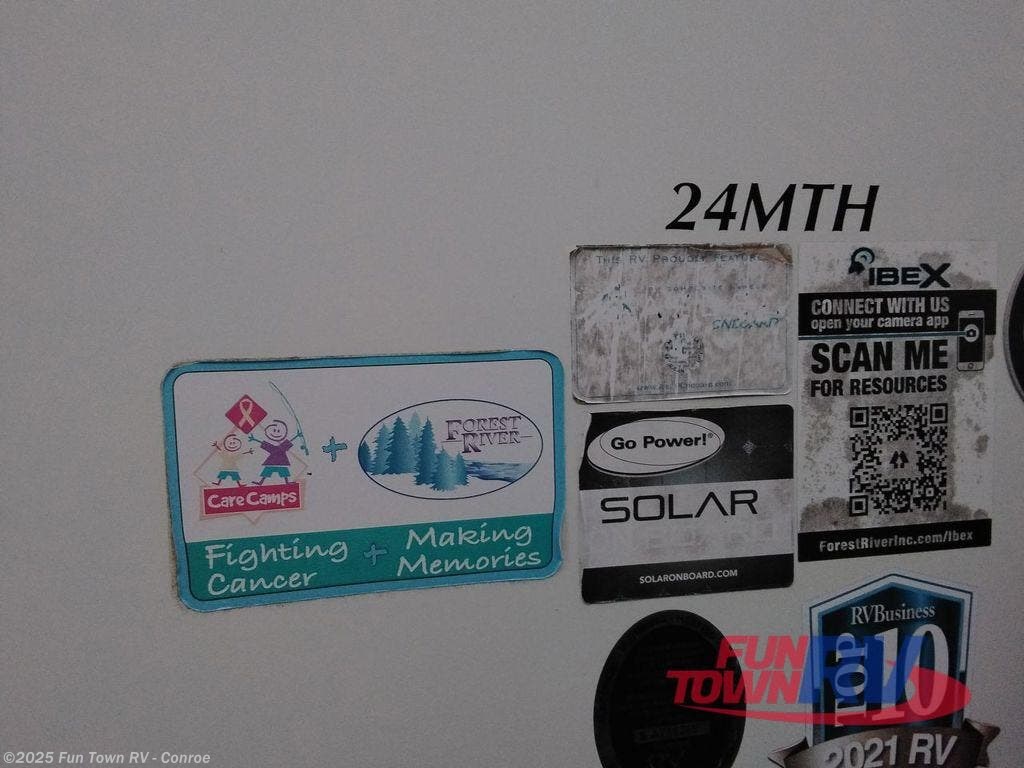 24MTH
THIS RV PROUDLY FEATURE
IBEX
CONNECT WITH US
open your camera app
SCAN ME
FOR RESOURCES
ForestRiverInc.com/Ibex
Care Camps
+
FOREST
RIVER
Fighting + Making
Cancer Memories
Go Power!®
SOLAR
SOLARONBOARD.COM
RVBusiness
TOP 10
2021 RV
FUN
TOWN RV
©2025 Fun Town RV - Conroe